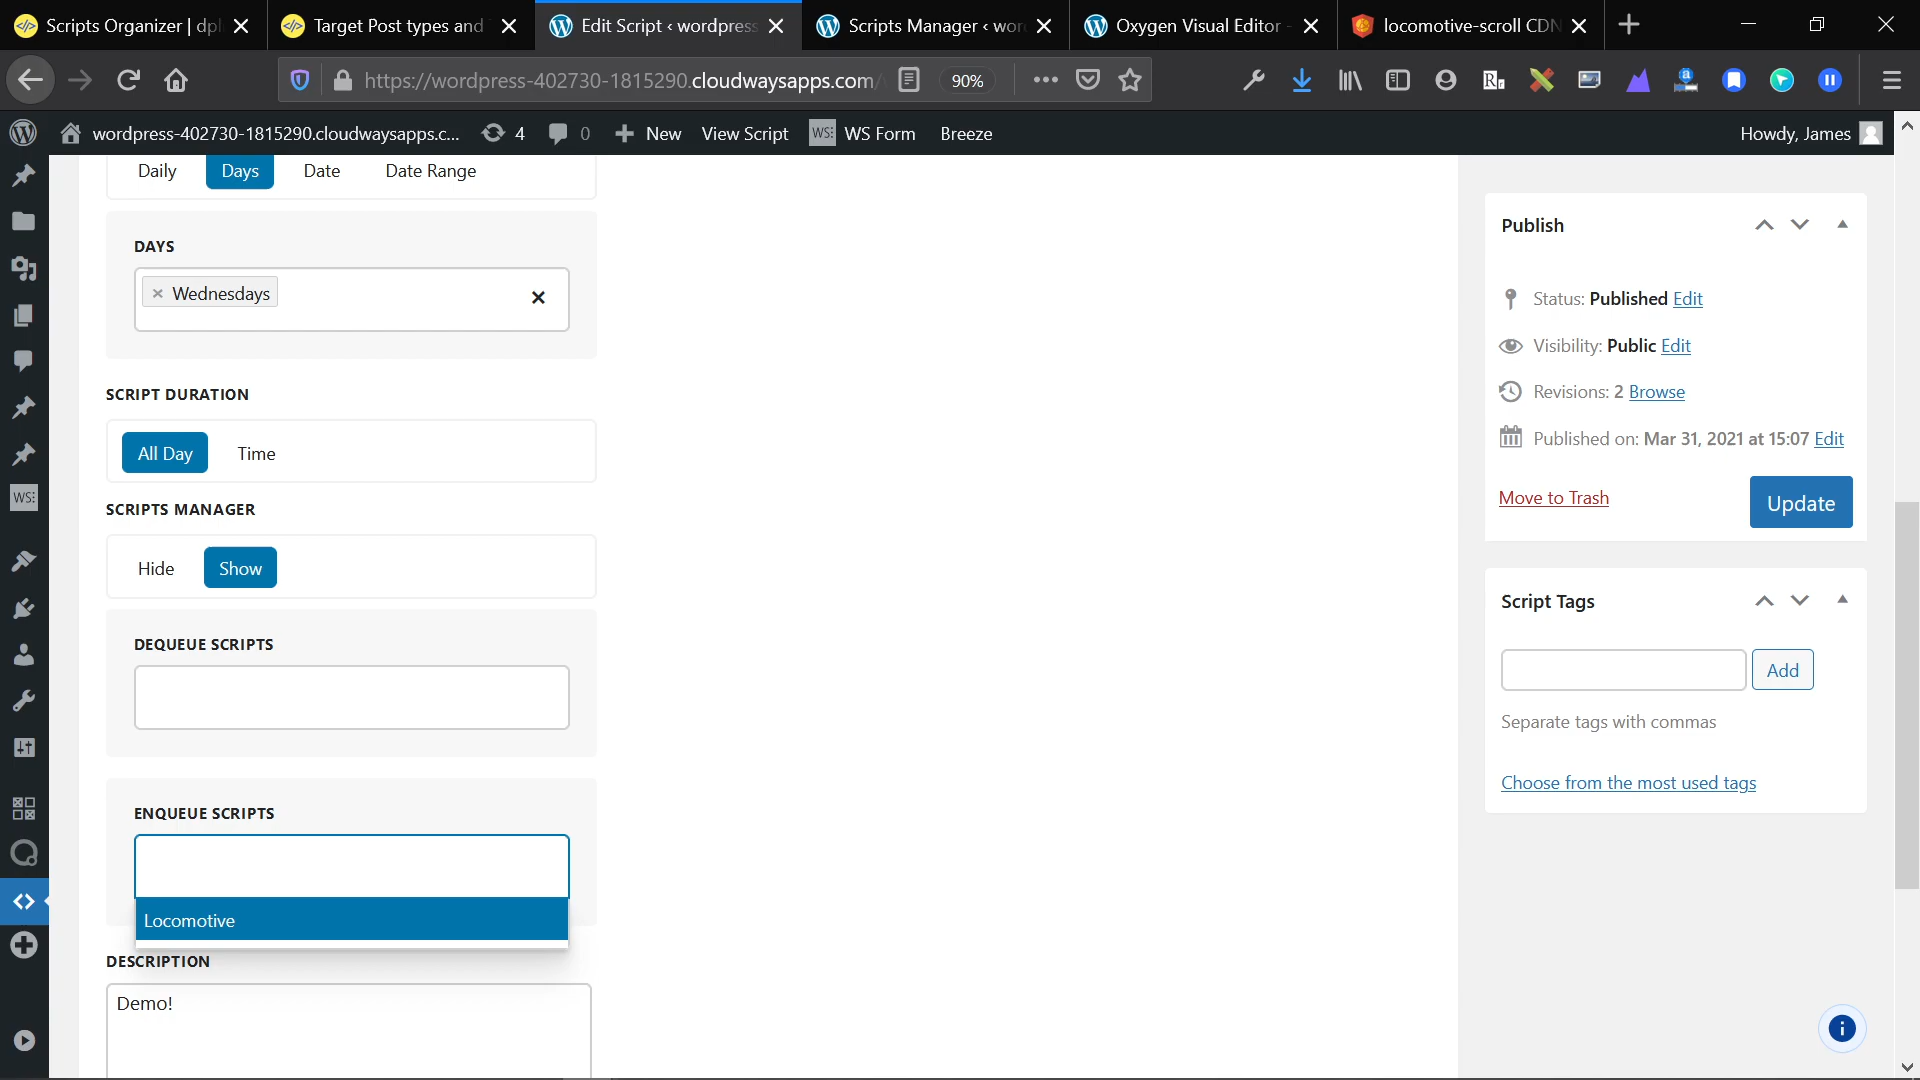 Scripts Organizer | dpl
Target Post types and
Edit Script ‹ wordpress
Scripts Manager ‹ wor
Oxygen Visual Editor -
locomotive-scroll CDN
https://wordpress-402730-1815290.cloudwaysapps.com/
90%
wordpress-402730-1815290.cloudwaysapps.c... 4 0 New View Script WS Form Breeze Howdy, James
Daily Days Date Date Range
DAYS
× Wednesdays
SCRIPT DURATION
All Day Time
SCRIPTS MANAGER
Hide Show
DEQUEUE SCRIPTS
ENQUEUE SCRIPTS
Locomotive
DESCRIPTION
Demo!
Publish
Status: Published Edit
Visibility: Public Edit
Revisions: 2 Browse
Published on: Mar 31, 2021 at 15:07 Edit
Move to Trash Update
Script Tags
Add
Separate tags with commas
Choose from the most used tags